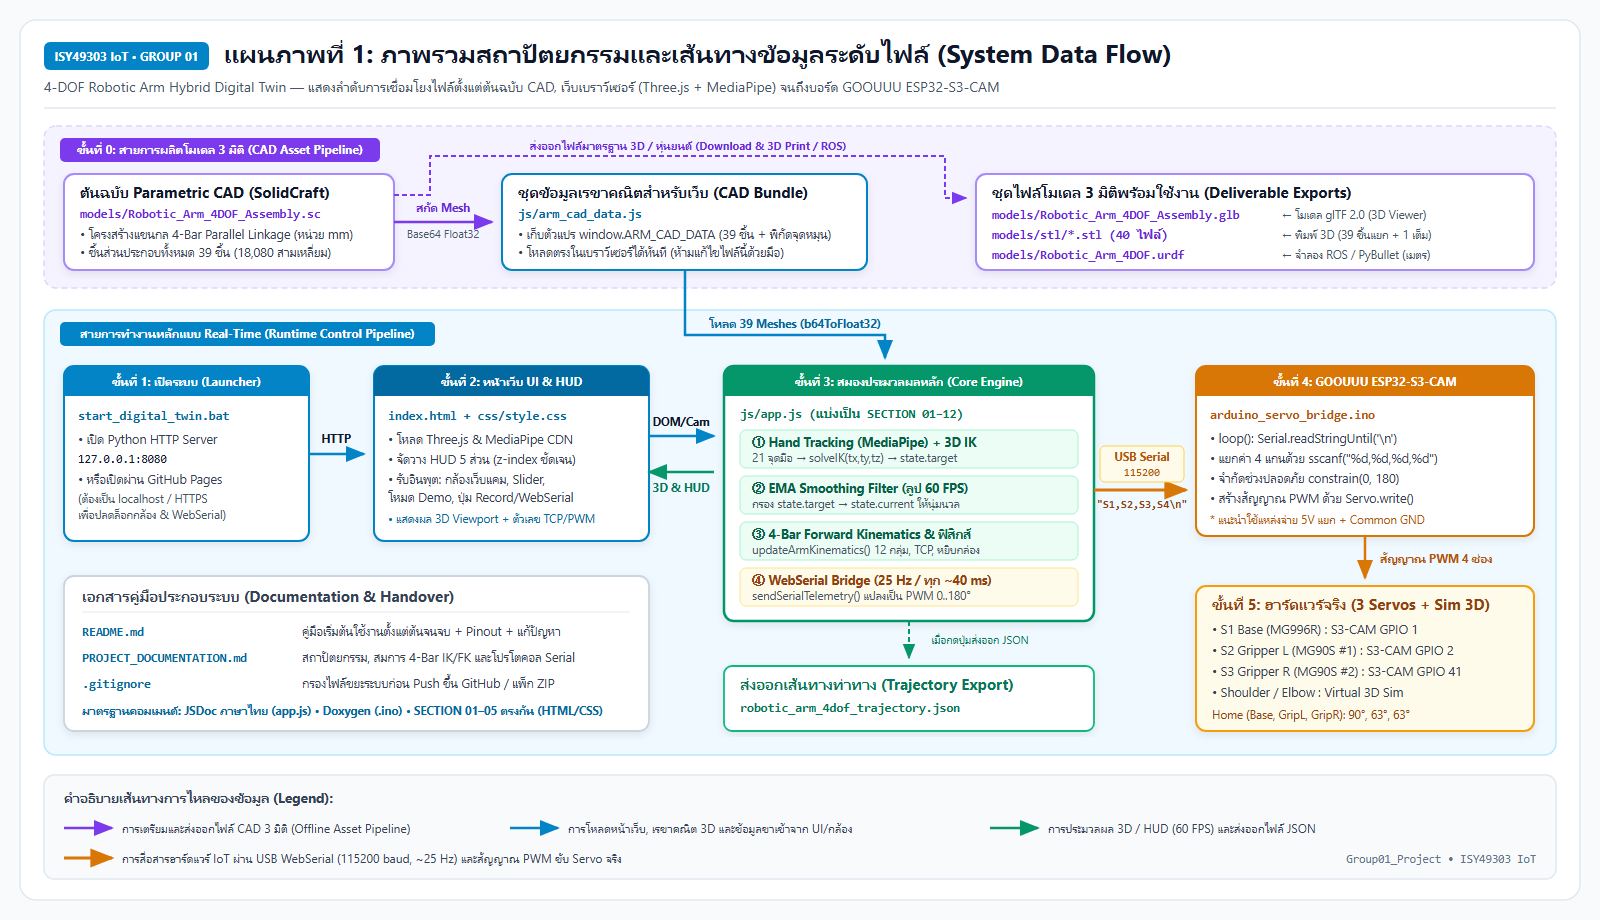 ISY49303 IoT • GROUP 01
แผนภาพที่ 1: ภาพรวมสถาปัตยกรรมและเส้นทางข้อมูลระดับไฟล์ (System Data Flow)
4-DOF Robotic Arm Hybrid Digital Twin — แสดงลำดับการเชื่อมโยงไฟล์ตั้งแต่ต้นฉบับ CAD, เว็บเบราว์เซอร์ (Three.js + MediaPipe) จนถึงบอร์ด GOOUUU ESP32-S3-CAM
ขั้นที่ 0: สายการผลิตโมเดล 3 มิติ (CAD Asset Pipeline)
ส่งออกไฟล์มาตรฐาน 3D / หุ่นยนต์ (Download & 3D Print / ROS)
ต้นฉบับ Parametric CAD (SolidCraft)
models/Robotic_Arm_4DOF_Assembly.sc
• โครงสร้างแขนกล 4-Bar Parallel Linkage (หน่วย mm)
• ชิ้นส่วนประกอบทั้งหมด 39 ชิ้น (18,080 สามเหลี่ยม)
สกัด Mesh
Base64 Float32
ชุดข้อมูลเรขาคณิตสำหรับเว็บ (CAD Bundle)
js/arm_cad_data.js
• เก็บตัวแปร window.ARM_CAD_DATA (39 ชิ้น + พิกัดจุดหมุน)
• โหลดตรงในเบราว์เซอร์ได้ทันที (ห้ามแก้ไขไฟล์นี้ด้วยมือ)
ชุดไฟล์โมเดล 3 มิติพร้อมใช้งาน (Deliverable Exports)
models/Robotic_Arm_4DOF_Assembly.glb ← โมเดล glTF 2.0 (3D Viewer)
models/stl/*.stl (40 ไฟล์) ← พิมพ์ 3D (39 ชิ้นแยก + 1 เต็ม)
models/Robotic_Arm_4DOF.urdf ← จำลอง ROS / PyBullet (เมตร)
สายการทำงานหลักแบบ Real-Time (Runtime Control Pipeline)
โหลด 39 Meshes (b64ToFloat32)
ขั้นที่ 1: เปิดระบบ (Launcher)
start_digital_twin.bat
• เปิด Python HTTP Server
127.0.0.1:8080
• หรือเปิดผ่าน GitHub Pages
(ต้องเป็น localhost / HTTPS
เพื่อปลดล็อกกล้อง & WebSerial)
HTTP
ขั้นที่ 2: หน้าเว็บ UI & HUD
index.html + css/style.css
• โหลด Three.js & MediaPipe CDN
• จัดวาง HUD 5 ส่วน (z-index ชัดเจน)
• รับอินพุต: กล้องเว็บแคม, Slider,
โหมด Demo, ปุ่ม Record/WebSerial
• แสดงผล 3D Viewport + ตัวเลข TCP/PWM
DOM/Cam
3D & HUD
ขั้นที่ 3: สมองประมวลผลหลัก (Core Engine)
js/app.js (แบ่งเป็น SECTION 01–12)
① Hand Tracking (MediaPipe) + 3D IK
21 จุดมือ → solveIK(tx,ty,tz) → state.target
② EMA Smoothing Filter (ลูป 60 FPS)
กรอง state.target → state.current ให้นุ่มนวล
③ 4-Bar Forward Kinematics & ฟิสิกส์
updateArmKinematics() 12 กลุ่ม, TCP, หยิบกล่อง
④ WebSerial Bridge (25 Hz / ทุก ~40 ms)
sendSerialTelemetry() แปลงเป็น PWM 0..180°
USB Serial
115200
"S1,S2,S3,S4\n"
ขั้นที่ 4: GOOUUU ESP32-S3-CAM
arduino_servo_bridge.ino
• loop(): Serial.readStringUntil('\n')
• แยกค่า 4 แกนด้วย sscanf("%d,%d,%d,%d")
• จำกัดช่วงปลอดภัย constrain(0, 180)
• สร้างสัญญาณ PWM ด้วย Servo.write()
* แนะนำใช้แหล่งจ่าย 5V แยก + Common GND
สัญญาณ PWM 4 ช่อง
ขั้นที่ 5: ฮาร์ดแวร์จริง (3 Servos + Sim 3D)
• S1 Base (MG996R) : S3-CAM GPIO 1
• S2 Gripper L (MG90S #1) : S3-CAM GPIO 2
• S3 Gripper R (MG90S #2) : S3-CAM GPIO 41
• Shoulder / Elbow : Virtual 3D Sim
Home (Base, GripL, GripR): 90°, 63°, 63°
เอกสารคู่มือประกอบระบบ (Documentation & Handover)
README.md คู่มือเริ่มต้นใช้งานตั้งแต่ต้นจนจบ + Pinout + แก้ปัญหา
PROJECT_DOCUMENTATION.md สถาปัตยกรรม, สมการ 4-Bar IK/FK และโปรโตคอล Serial
.gitignore กรองไฟล์ขยะระบบก่อน Push ขึ้น GitHub / แพ็ก ZIP
มาตรฐานคอมเมนต์: JSDoc ภาษาไทย (app.js) • Doxygen (.ino) • SECTION 01–05 ตรงกัน (HTML/CSS)
เมื่อกดปุ่มส่งออก JSON
ส่งออกเส้นทางท่าทาง (Trajectory Export)
robotic_arm_4dof_trajectory.json
คำอธิบายเส้นทางการไหลของข้อมูล (Legend):
การเตรียมและส่งออกไฟล์ CAD 3 มิติ (Offline Asset Pipeline)
การโหลดหน้าเว็บ, เรขาคณิต 3D และข้อมูลขาเข้าจาก UI/กล้อง
การประมวลผล 3D / HUD (60 FPS) และส่งออกไฟล์ JSON
การสื่อสารฮาร์ดแวร์ IoT ผ่าน USB WebSerial (115200 baud, ~25 Hz) และสัญญาณ PWM ขับ Servo จริง
Group01_Project • ISY49303 IoT